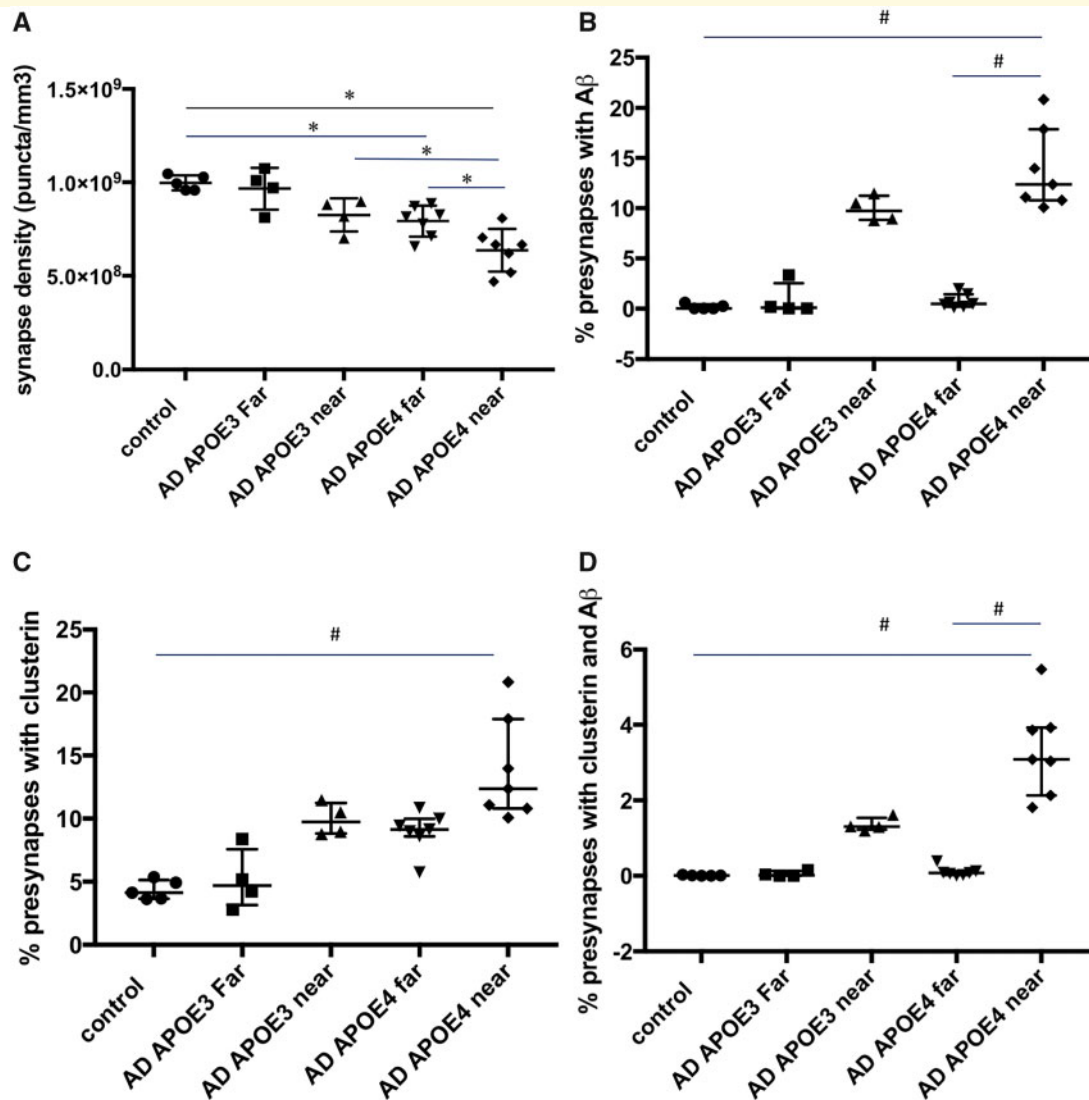 A
synapse density (puncta/mm3)
1.5×10⁹
1.0×10⁹
5.0×10⁸
0.0
*
*
*
*
control
AD APOE3 Far
AD APOE3 near
AD APOE4 far
AD APOE4 near
B
% presynapses with Aβ
25
20
15
10
5
0
-5
#
#
control
AD APOE3 Far
AD APOE3 near
AD APOE4 far
AD APOE4 near
C
% presynapses with clusterin
25
20
15
10
5
0
#
control
AD APOE3 Far
AD APOE3 near
AD APOE4 far
AD APOE4 near
D
% presynapses with clusterin and Aβ
6
4
2
0
-2
#
#
control
AD APOE3 Far
AD APOE3 near
AD APOE4 far
AD APOE4 near